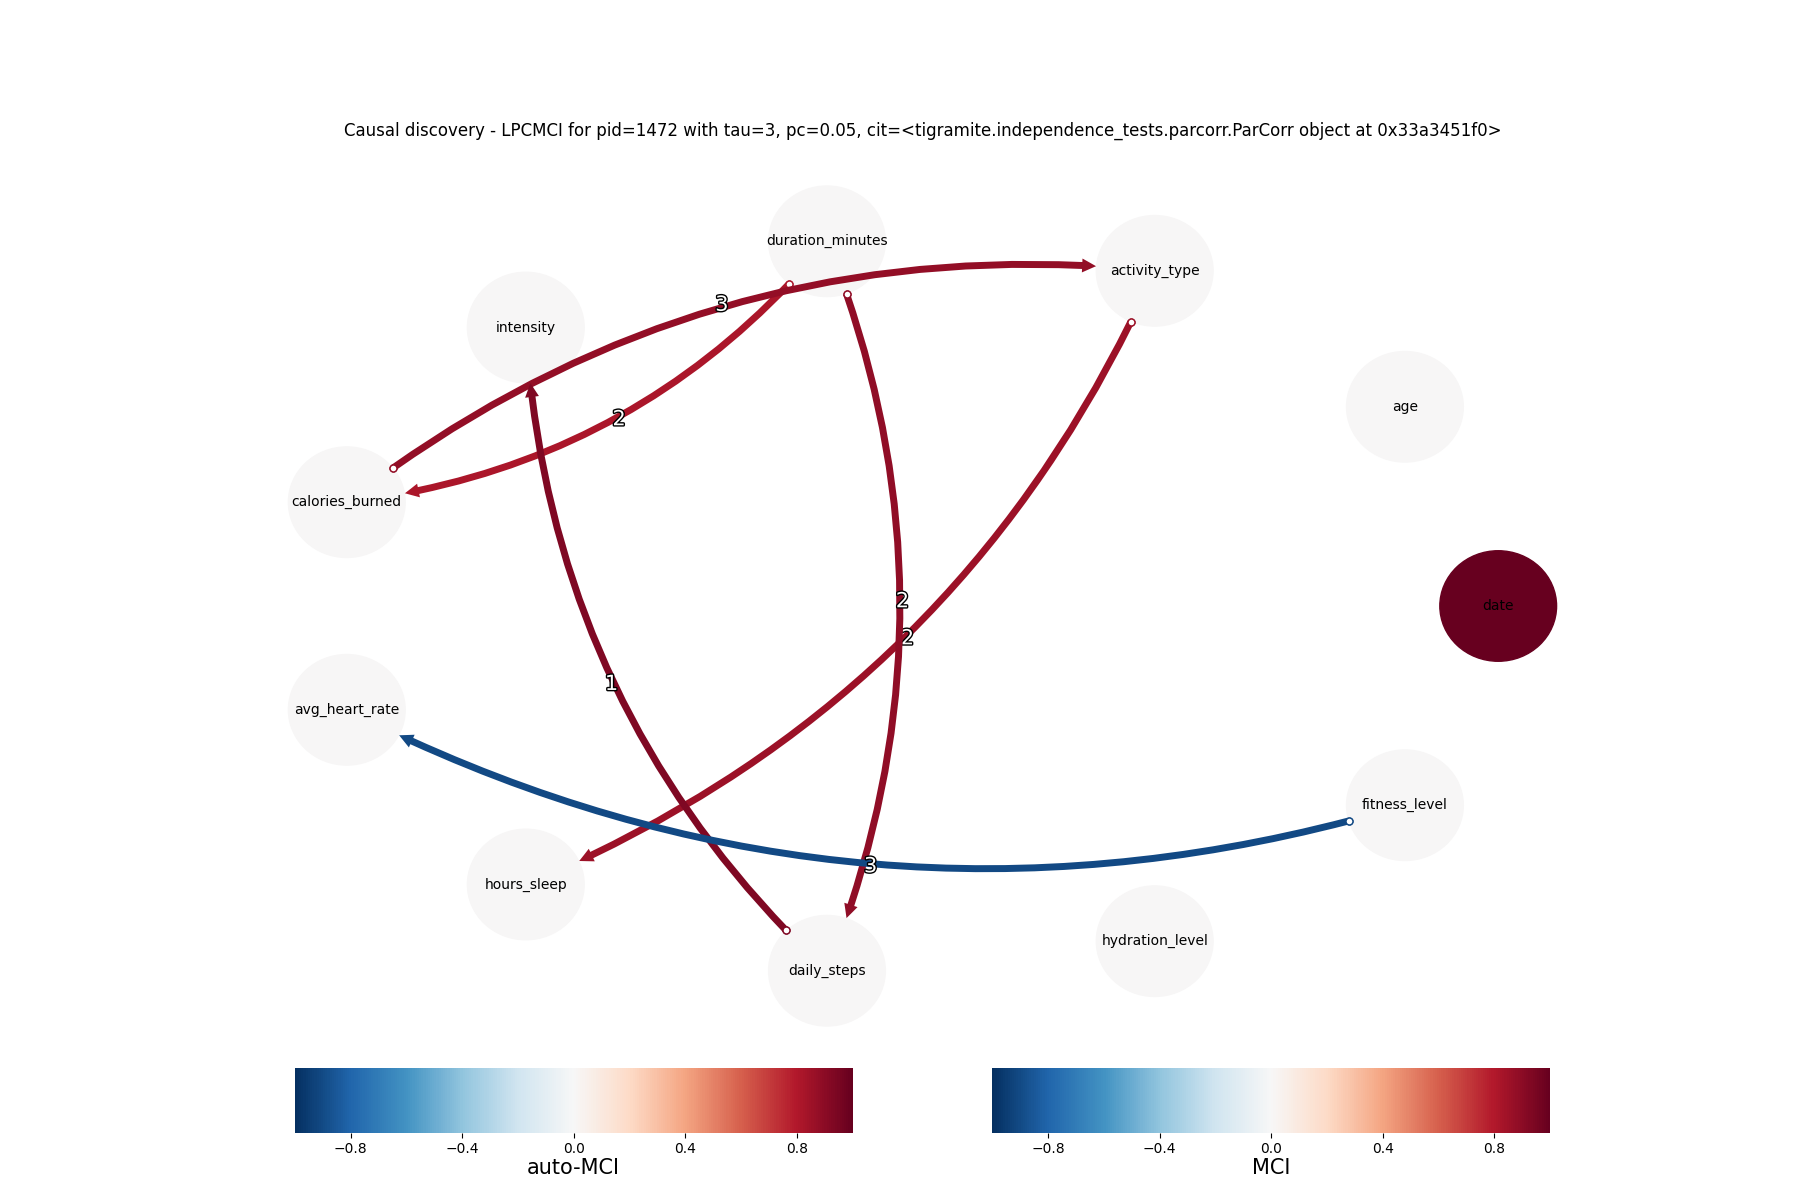 Causal discovery - LPCMCI for pid=1472 with tau=3, pc=0.05, cit=<tigramite.independence_tests.parcorr.ParCorr object at 0x33a3451f0>
duration_minutes
activity_type
3
intensity
age
2
calories_burned
2
date
2
1
avg_heart_rate
fitness_level
3
hours_sleep
hydration_level
daily_steps
−0.8 −0.4 0.0 0.4 0.8
auto-MCI
−0.8 −0.4 0.0 0.4 0.8
MCI